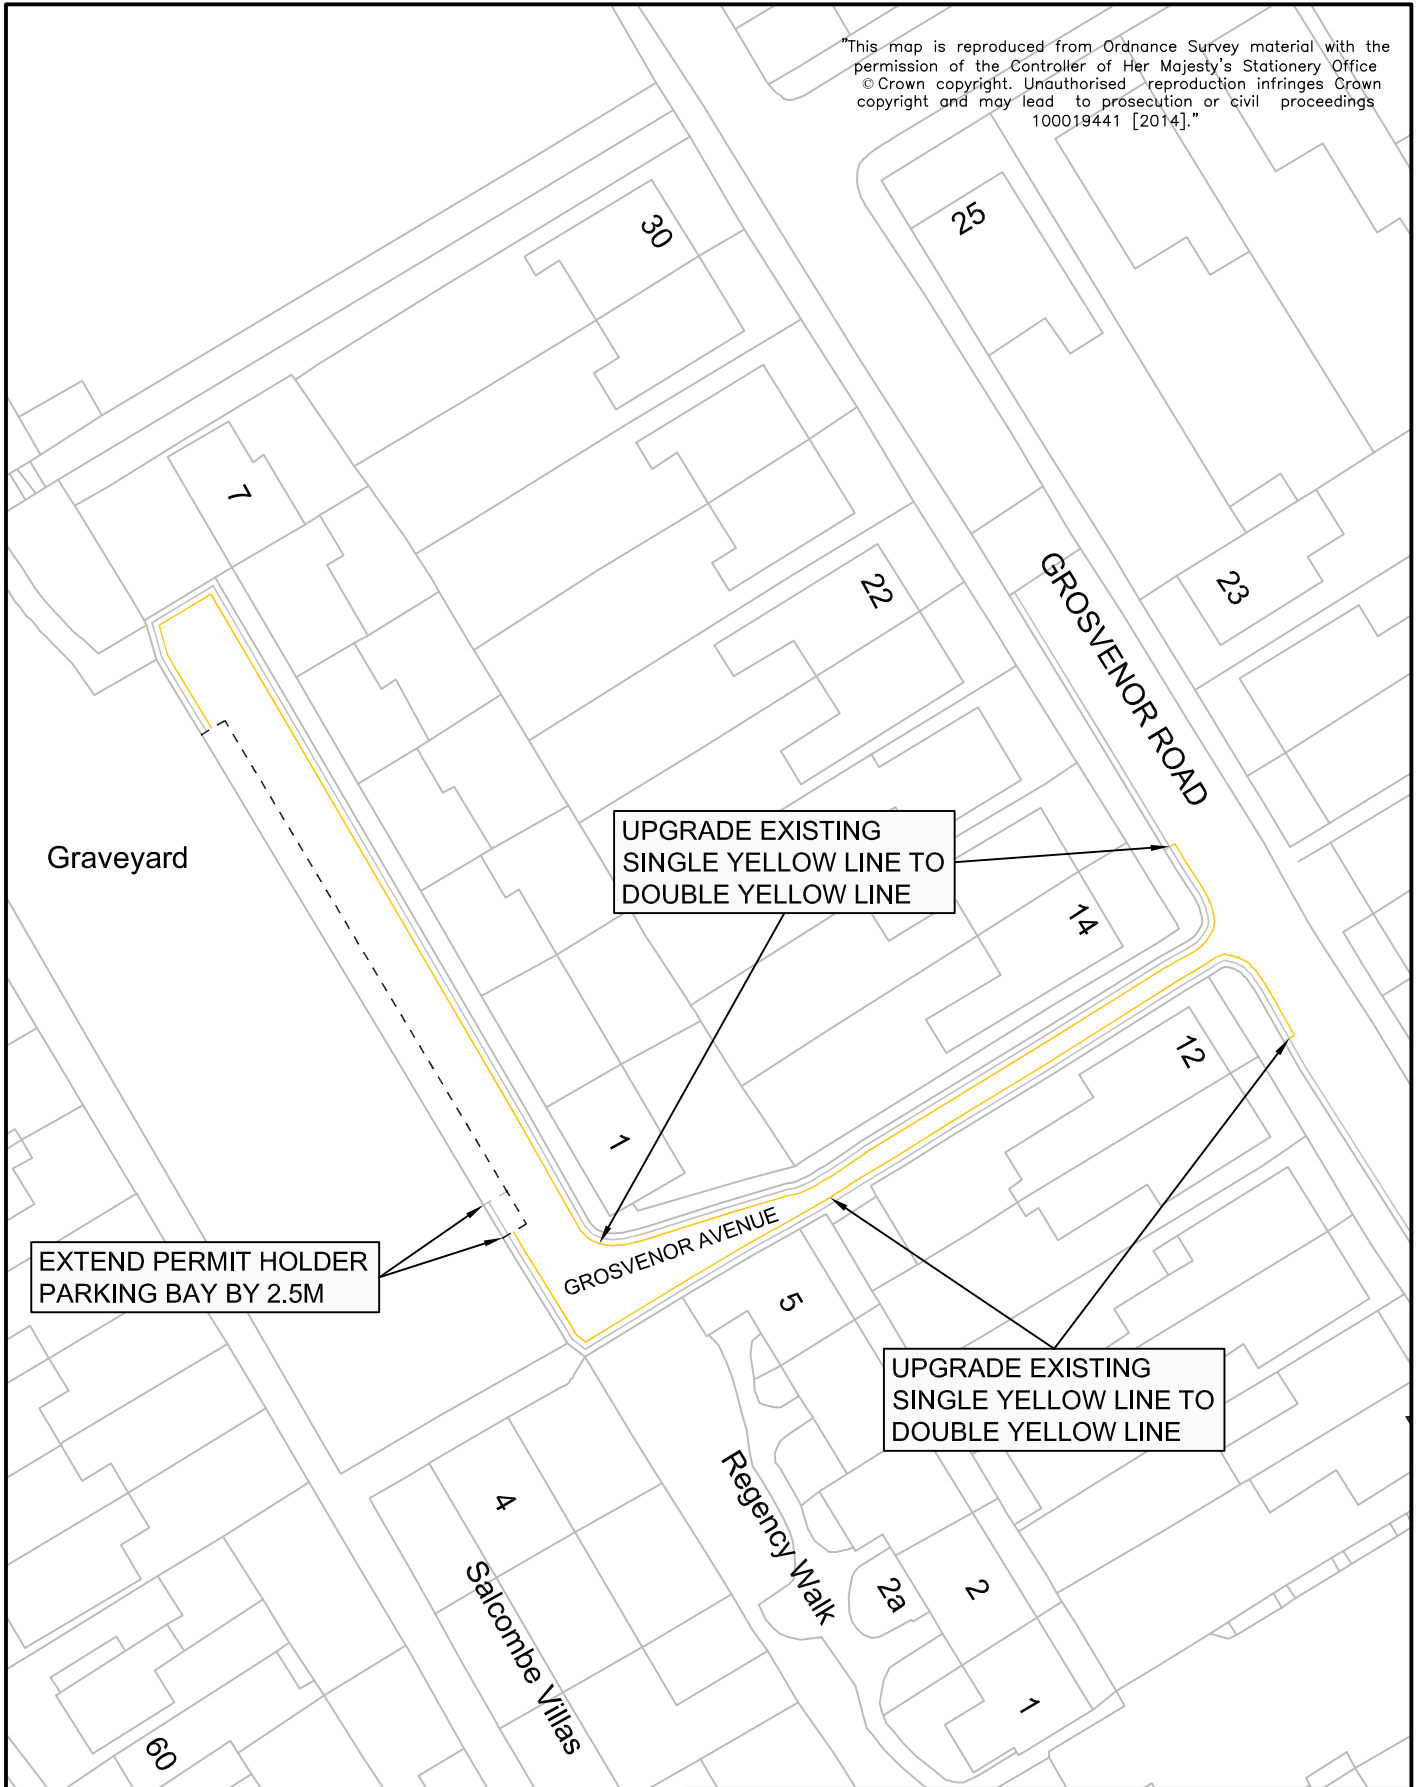 "This map is reproduced from Ordnance Survey material with the
permission of the Controller of Her Majesty's Stationery Office
© Crown copyright. Unauthorised reproduction infringes Crown
copyright and may lead to prosecution or civil proceedings
100019441 [2014]."
30
25
7
22
GROSVENOR ROAD
23
UPGRADE EXISTING
SINGLE YELLOW LINE TO
DOUBLE YELLOW LINE
Graveyard
14
12
1
GROSVENOR AVENUE
EXTEND PERMIT HOLDER
PARKING BAY BY 2.5M
5
UPGRADE EXISTING
SINGLE YELLOW LINE TO
DOUBLE YELLOW LINE
4
Regency Walk
Salcombe Villas
2a
2
1
60